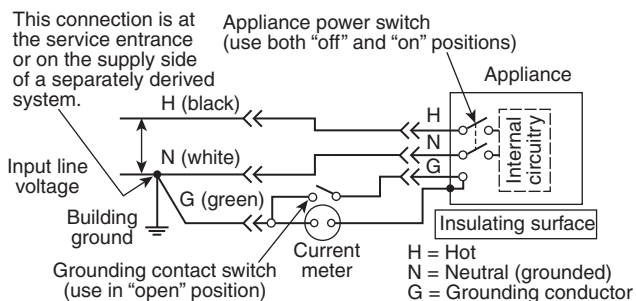 This connection is at
the service entrance
or on the supply side
of a separately derived
system.
Appliance power switch
(use both “off” and “on” positions)
Appliance
H (black)
H
N (white)
N
G
Internal
circuitry
Input line
voltage
G (green)
Building
ground
Insulating surface
Grounding contact switch
(use in “open” position)
Current
meter
H = Hot
N = Neutral (grounded)
G = Grounding conductor